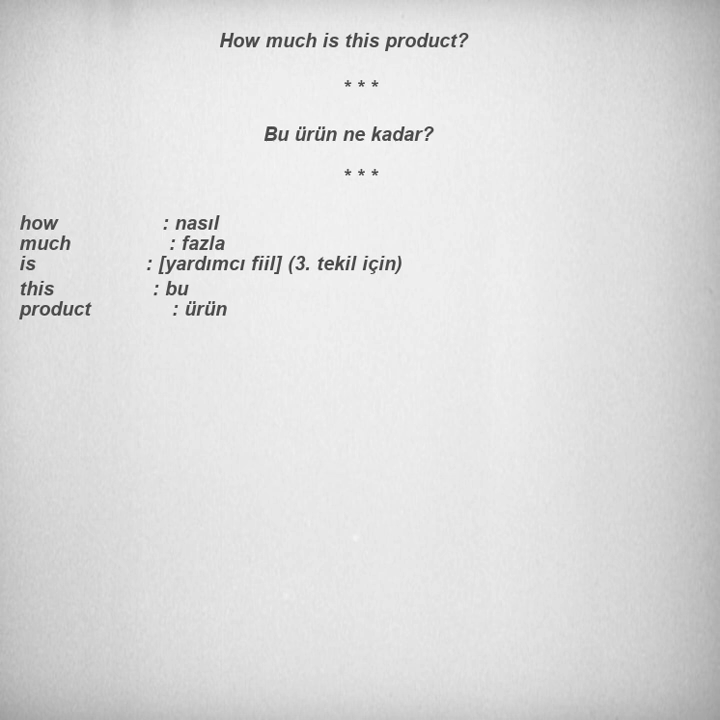 How much is this product?
* * *
Bu ürün ne kadar?
* * *
how : nasıl
much : fazla
is : [yardımcı fiil] (3. tekil için)
this : bu
product : ürün